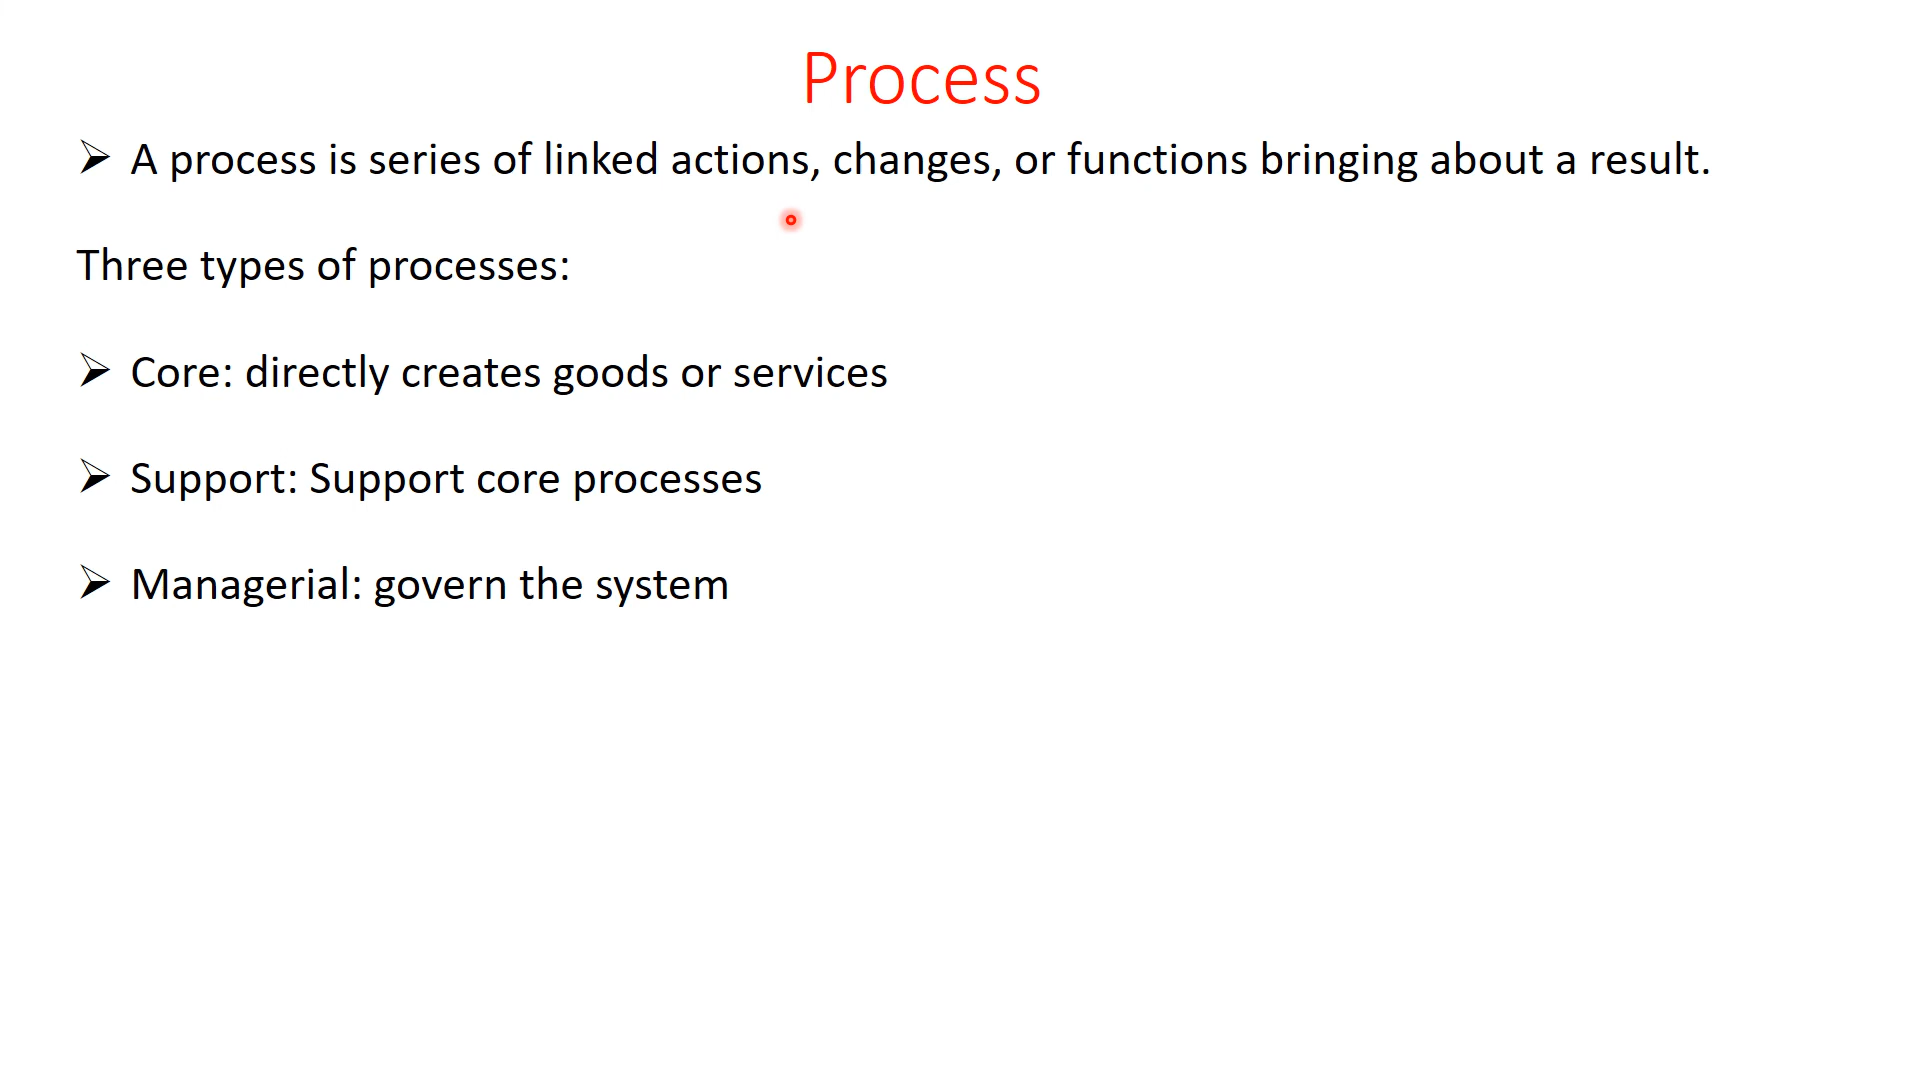 Process
➢ A process is series of linked actions, changes, or functions bringing about a result.
Three types of processes:
➢ Core: directly creates goods or services
➢ Support: Support core processes
➢ Managerial: govern the system